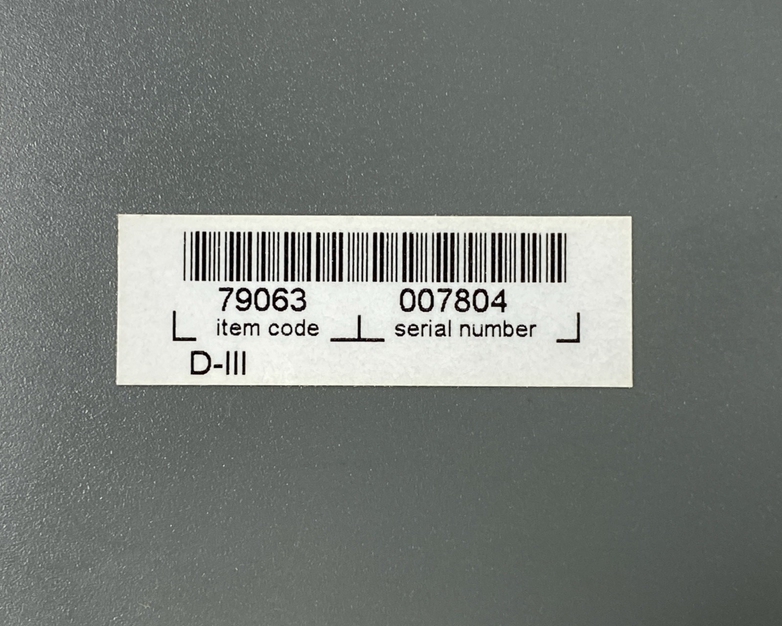 79063 007804
item code serial number
D-III